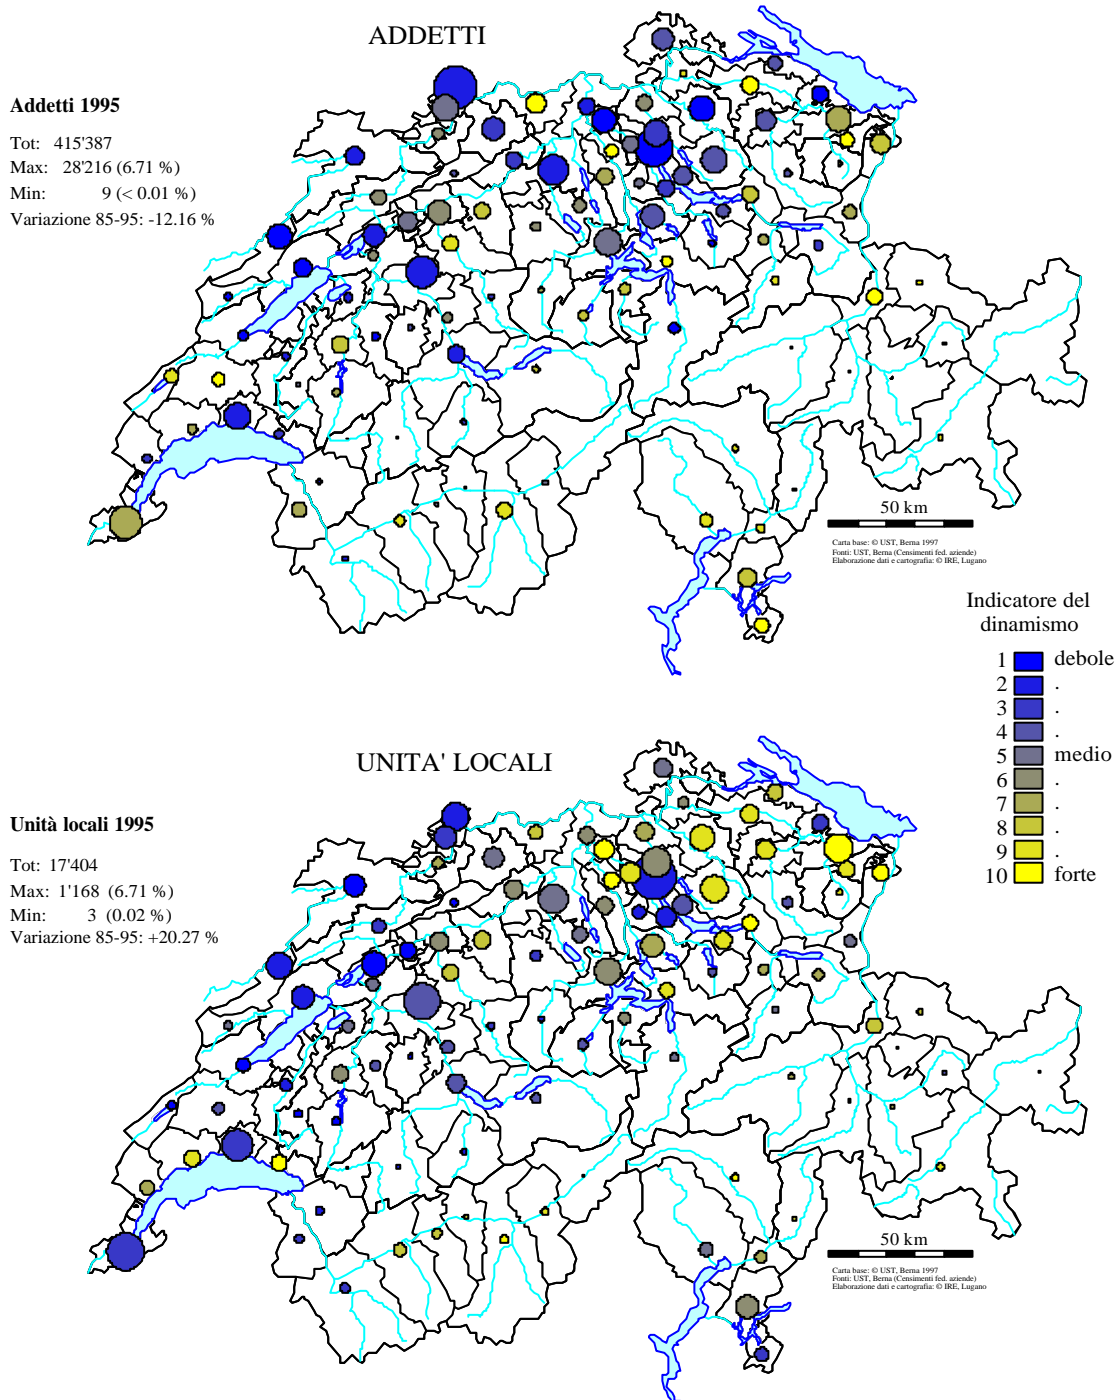 ADDETTI
Addetti 1995
Tot: 415'387
Max: 28'216 (6.71 %)
Min: 9 (< 0.01 %)
Variazione 85-95: -12.16 %
50 km
Carta base: © UST, Berna 1997
Fonti: UST, Berna (Censimenti fed. aziende)
Elaborazione dati e cartografia: © IRE, Lugano
Indicatore del
dinamismo
1 debole
2 .
3 .
4 .
5 medio
6 .
7 .
8 .
9 .
10 forte
UNITA' LOCALI
Unità locali 1995
Tot: 17'404
Max: 1'168 (6.71 %)
Min: 3 (0.02 %)
Variazione 85-95: +20.27 %
50 km
Carta base: © UST, Berna 1997
Fonti: UST, Berna (Censimenti fed. aziende)
Elaborazione dati e cartografia: © IRE, Lugano